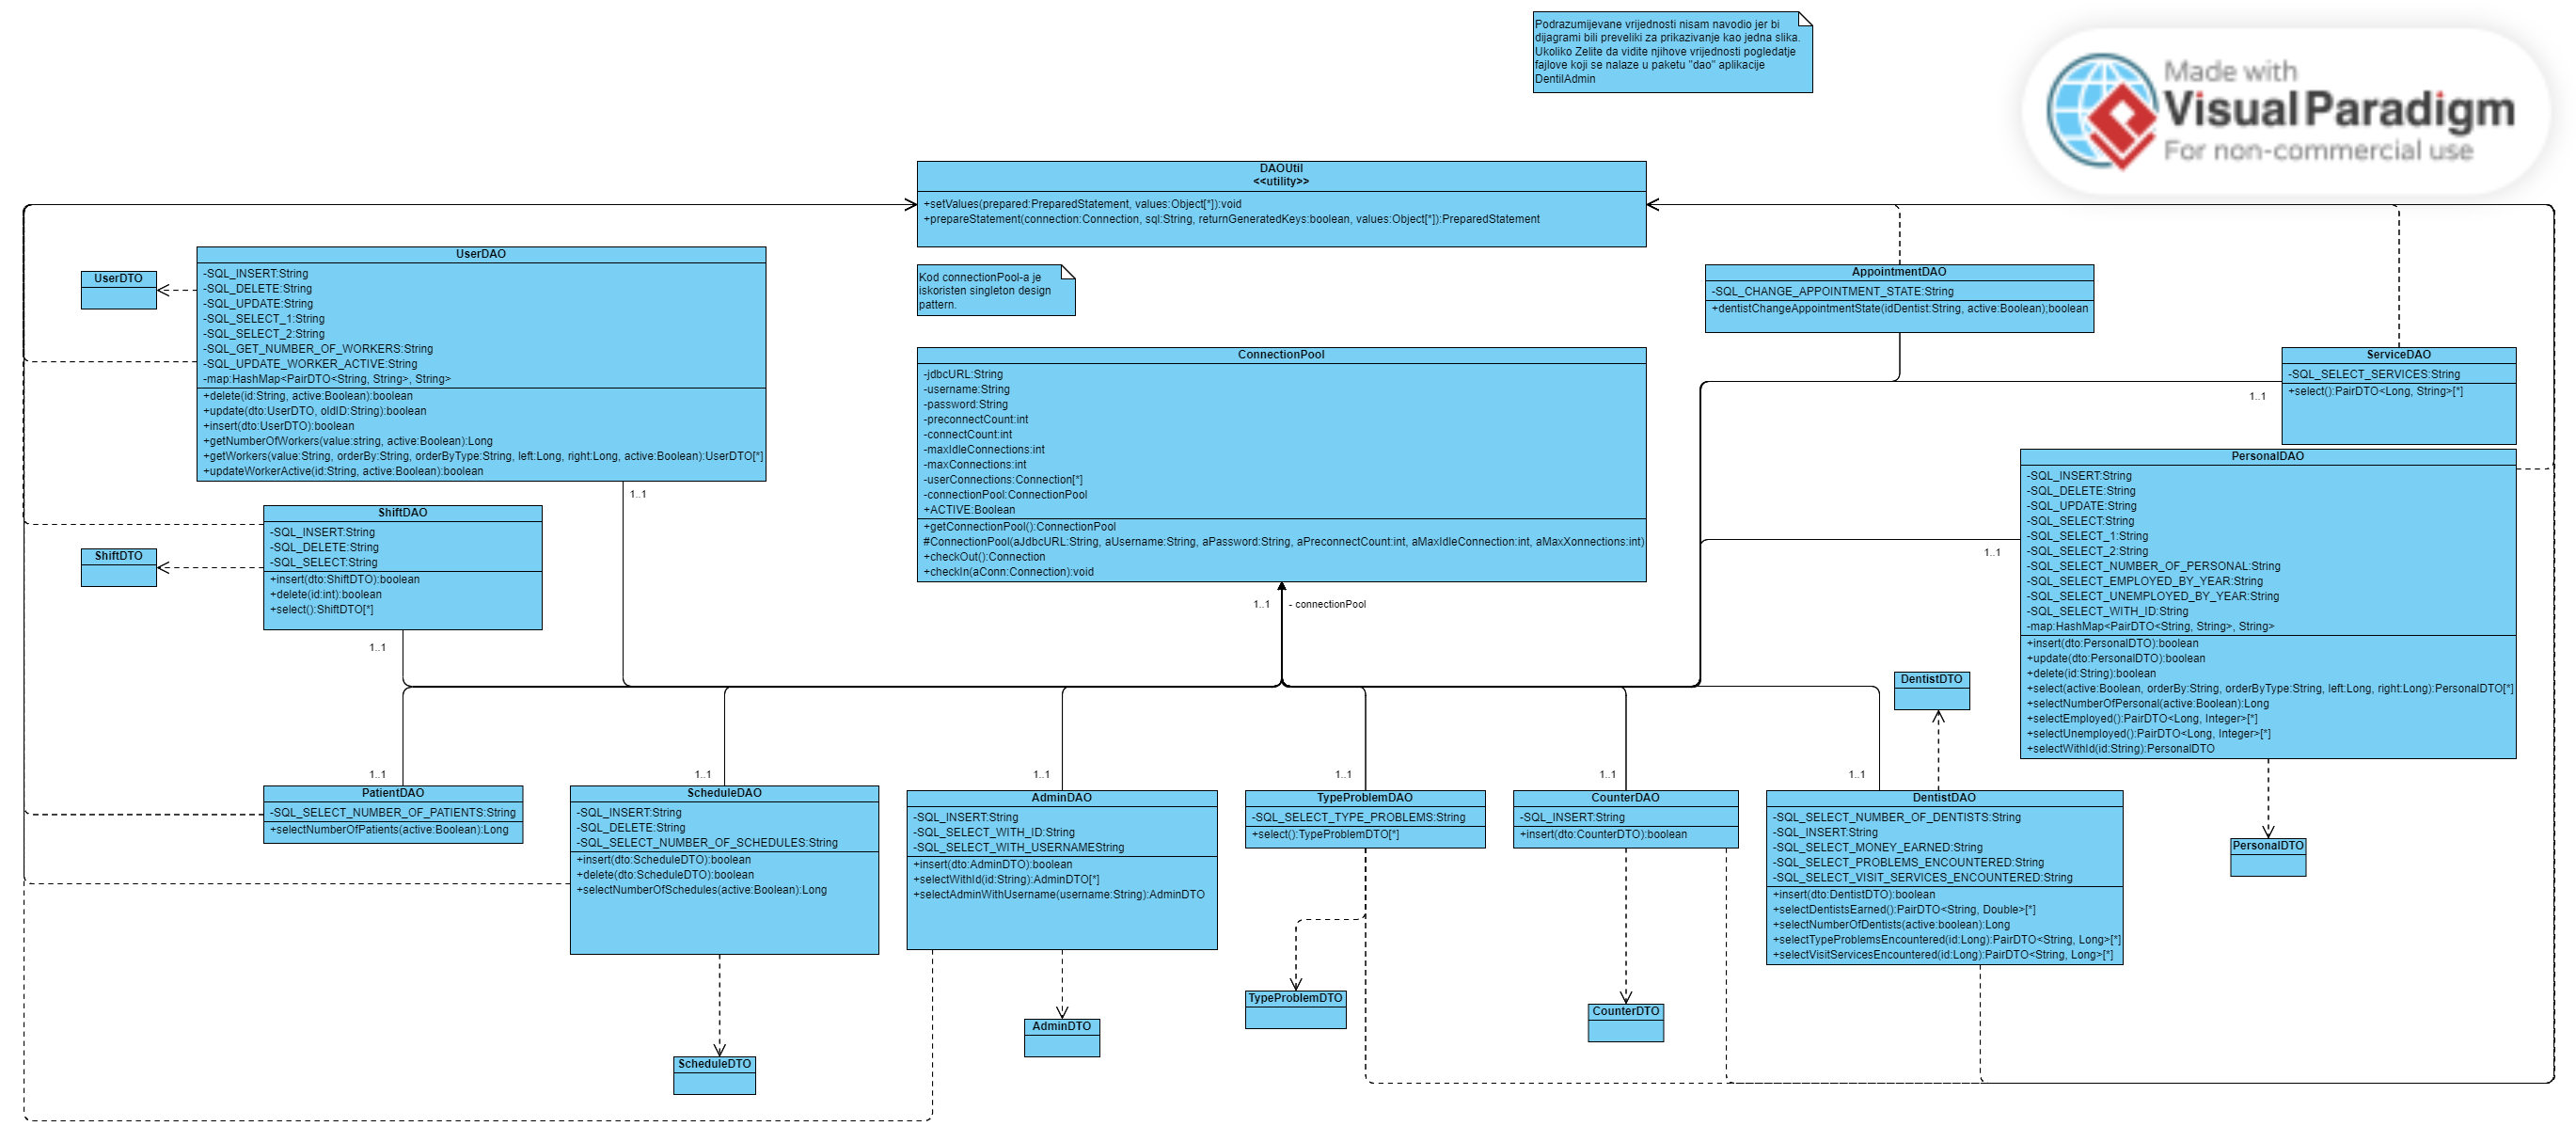 Podrazumijevane vrijednosti nisam navodio jer bi
dijagrami bili preveliki za prikazivanje kao jedna slika.
Ukoliko Zelite da vidite njihove vrijednosti pogledatje
fajlove koji se nalaze u paketu "dao" aplikacije
DentilAdmin
Made with
Visual Paradigm
For non-commercial use
DAOUtil
<<utility>>
+setValues(prepared:PreparedStatement, values:Object[*]):void
+prepareStatement(connection:Connection, sql:String, returnGeneratedKeys:boolean, values:Object[*]):PreparedStatement
UserDTO
UserDAO
-SQL_INSERT:String
-SQL_DELETE:String
-SQL_UPDATE:String
-SQL_SELECT_1:String
-SQL_SELECT_2:String
-SQL_GET_NUMBER_OF_WORKERS:String
-SQL_UPDATE_WORKER_ACTIVE:String
-map:HashMap<PairDTO<String, String>, String>
+delete(id:String, active:Boolean):boolean
+update(dto:UserDTO, oldID:String):boolean
+insert(dto:UserDTO):boolean
+getNumberOfWorkers(value:string, active:Boolean):Long
+getWorkers(value:String, orderBy:String, orderByType:String, left:Long, right:Long, active:Boolean):UserDTO[*]
+updateWorkerActive(id:String, active:Boolean):boolean
1..1
Kod connectionPool-a je
iskoristen singleton design
pattern.
AppointmentDAO
-SQL_CHANGE_APPOINTMENT_STATE:String
+dentistChangeAppointmentState(idDentist:String, active:Boolean);boolean
ServiceDAO
-SQL_SELECT_SERVICES:String
+select():PairDTO<Long, String>[*]
1..1
ConnectionPool
-jdbcURL:String
-username:String
-password:String
-preconnectCount:int
-connectCount:int
-maxIdleConnections:int
-maxConnections:int
-userConnections:Connection[*]
-connectionPool:ConnectionPool
+ACTIVE:Boolean
+getConnectionPool():ConnectionPool
#ConnectionPool(aJdbcURL:String, aUsername:String, aPassword:String, aPreconnectCount:int, aMaxIdleConnection:int, aMaxXonnections:int)
+checkOut():Connection
+checkIn(aConn:Connection):void
1..1
- connectionPool
ShiftDTO
ShiftDAO
-SQL_INSERT:String
-SQL_DELETE:String
-SQL_SELECT:String
+insert(dto:ShiftDTO):boolean
+delete(id:int):boolean
+select():ShiftDTO[*]
1..1
PersonalDAO
-SQL_INSERT:String
-SQL_DELETE:String
-SQL_UPDATE:String
-SQL_SELECT:String
-SQL_SELECT_1:String
-SQL_SELECT_2:String
-SQL_SELECT_NUMBER_OF_PERSONAL:String
-SQL_SELECT_EMPLOYED_BY_YEAR:String
-SQL_SELECT_UNEMPLOYED_BY_YEAR:String
-SQL_SELECT_WITH_ID:String
-map:HashMap<PairDTO<String, String>, String>
+insert(dto:PersonalDTO):boolean
+update(dto:PersonalDTO):boolean
+delete(id:String):boolean
+select(active:Boolean, orderBy:String, orderByType:String, left:Long, right:Long):PersonalDTO[*]
+selectNumberOfPersonal(active:Boolean):Long
+selectEmployed():PairDTO<Long, Integer>[*]
+selectUnemployed():PairDTO<Long, Integer>[*]
+selectWithId(id:String):PersonalDTO
1..1
DentistDTO
1..1
PatientDAO
-SQL_SELECT_NUMBER_OF_PATIENTS:String
+selectNumberOfPatients(active:Boolean):Long
1..1
ScheduleDAO
-SQL_INSERT:String
-SQL_DELETE:String
-SQL_SELECT_NUMBER_OF_SCHEDULES:String
+insert(dto:ScheduleDTO):boolean
+delete(dto:ScheduleDTO):boolean
+selectNumberOfSchedules(active:Boolean):Long
1..1
AdminDAO
-SQL_INSERT:String
-SQL_SELECT_WITH_ID:String
-SQL_SELECT_WITH_USERNAMEString
+insert(dto:AdminDTO):boolean
+selectWithId(id:String):AdminDTO[*]
+selectAdminWithUsername(username:String):AdminDTO
1..1
TypeProblemDAO
-SQL_SELECT_TYPE_PROBLEMS:String
+select():TypeProblemDTO[*]
1..1
CounterDAO
-SQL_INSERT:String
+insert(dto:CounterDTO):boolean
1..1
DentistDAO
-SQL_SELECT_NUMBER_OF_DENTISTS:String
-SQL_INSERT:String
-SQL_SELECT_MONEY_EARNED:String
-SQL_SELECT_PROBLEMS_ENCOUNTERED:String
-SQL_SELECT_VISIT_SERVICES_ENCOUNTERED:String
+insert(dto:DentistDTO):boolean
+selectDentistsEarned():PairDTO<String, Double>[*]
+selectNumberOfDentists(active:boolean):Long
+selectTypeProblemsEncountered(id:Long):PairDTO<String, Long>[*]
+selectVisitServicesEncountered(id:Long):PairDTO<String, Long>[*]
PersonalDTO
TypeProblemDTO
CounterDTO
AdminDTO
ScheduleDTO